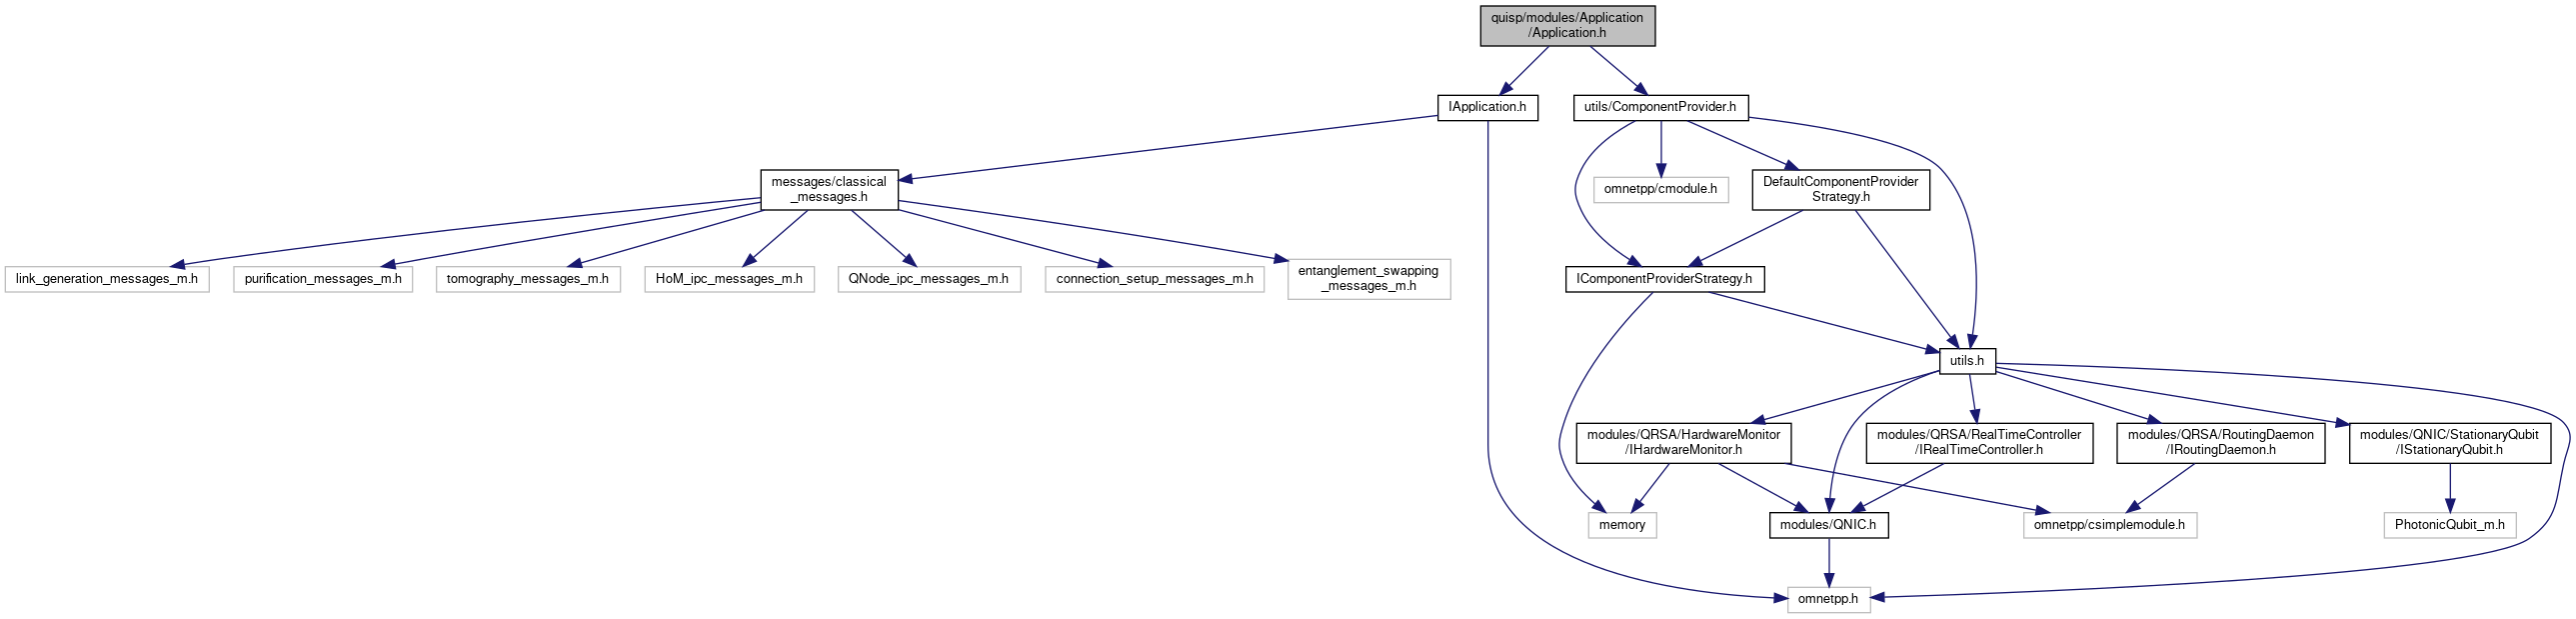 quisp/modules/Application
/Application.h
IApplication.h
utils/ComponentProvider.h
messages/classical
_messages.h
omnetpp/cmodule.h
DefaultComponentProvider
Strategy.h
link_generation_messages_m.h
purification_messages_m.h
tomography_messages_m.h
HoM_ipc_messages_m.h
QNode_ipc_messages_m.h
connection_setup_messages_m.h
entanglement_swapping
_messages_m.h
IComponentProviderStrategy.h
utils.h
modules/QRSA/HardwareMonitor
/IHardwareMonitor.h
modules/QRSA/RealTimeController
/IRealTimeController.h
modules/QRSA/RoutingDaemon
/IRoutingDaemon.h
modules/QNIC/StationaryQubit
/IStationaryQubit.h
memory
modules/QNIC.h
omnetpp/csimplemodule.h
PhotonicQubit_m.h
omnetpp.h